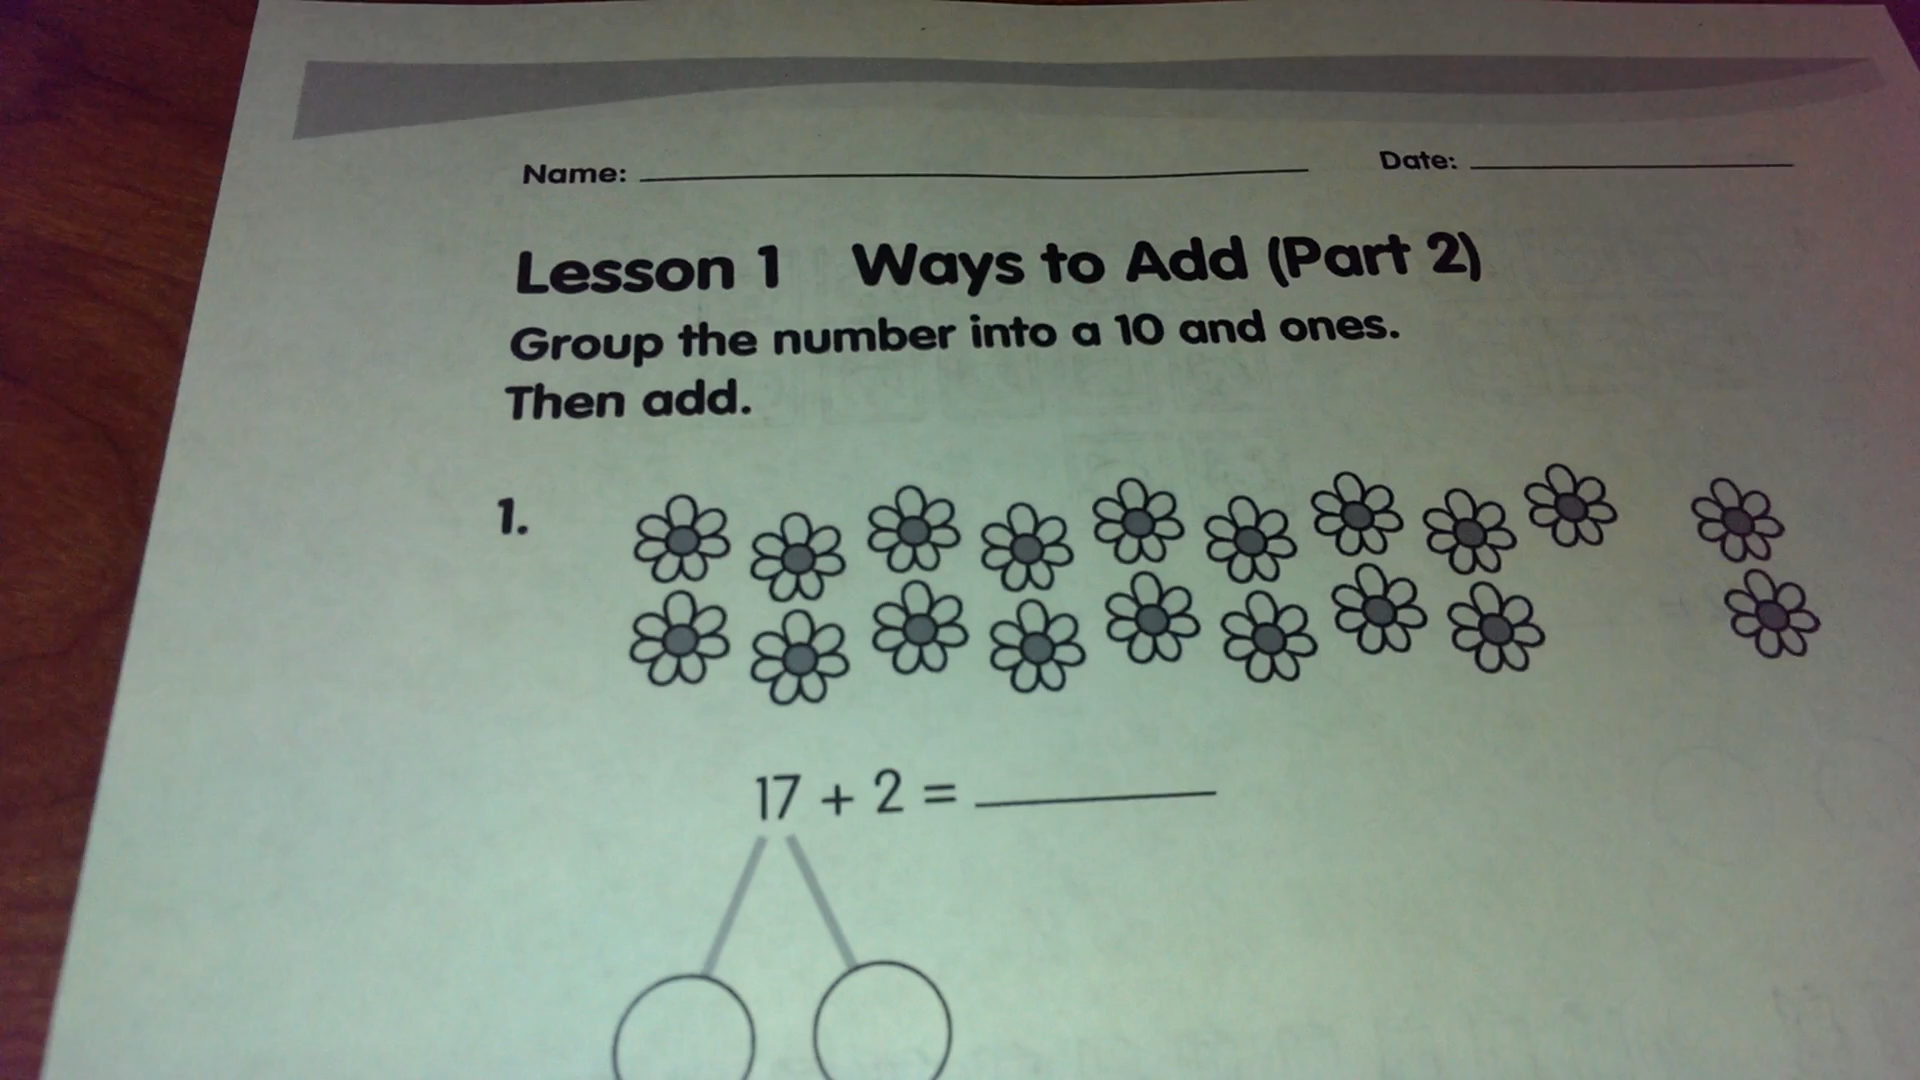 Name: Date:
Lesson 1 Ways to Add (Part 2)
Group the number into a 10 and ones.
Then add.
1.
17 + 2 =